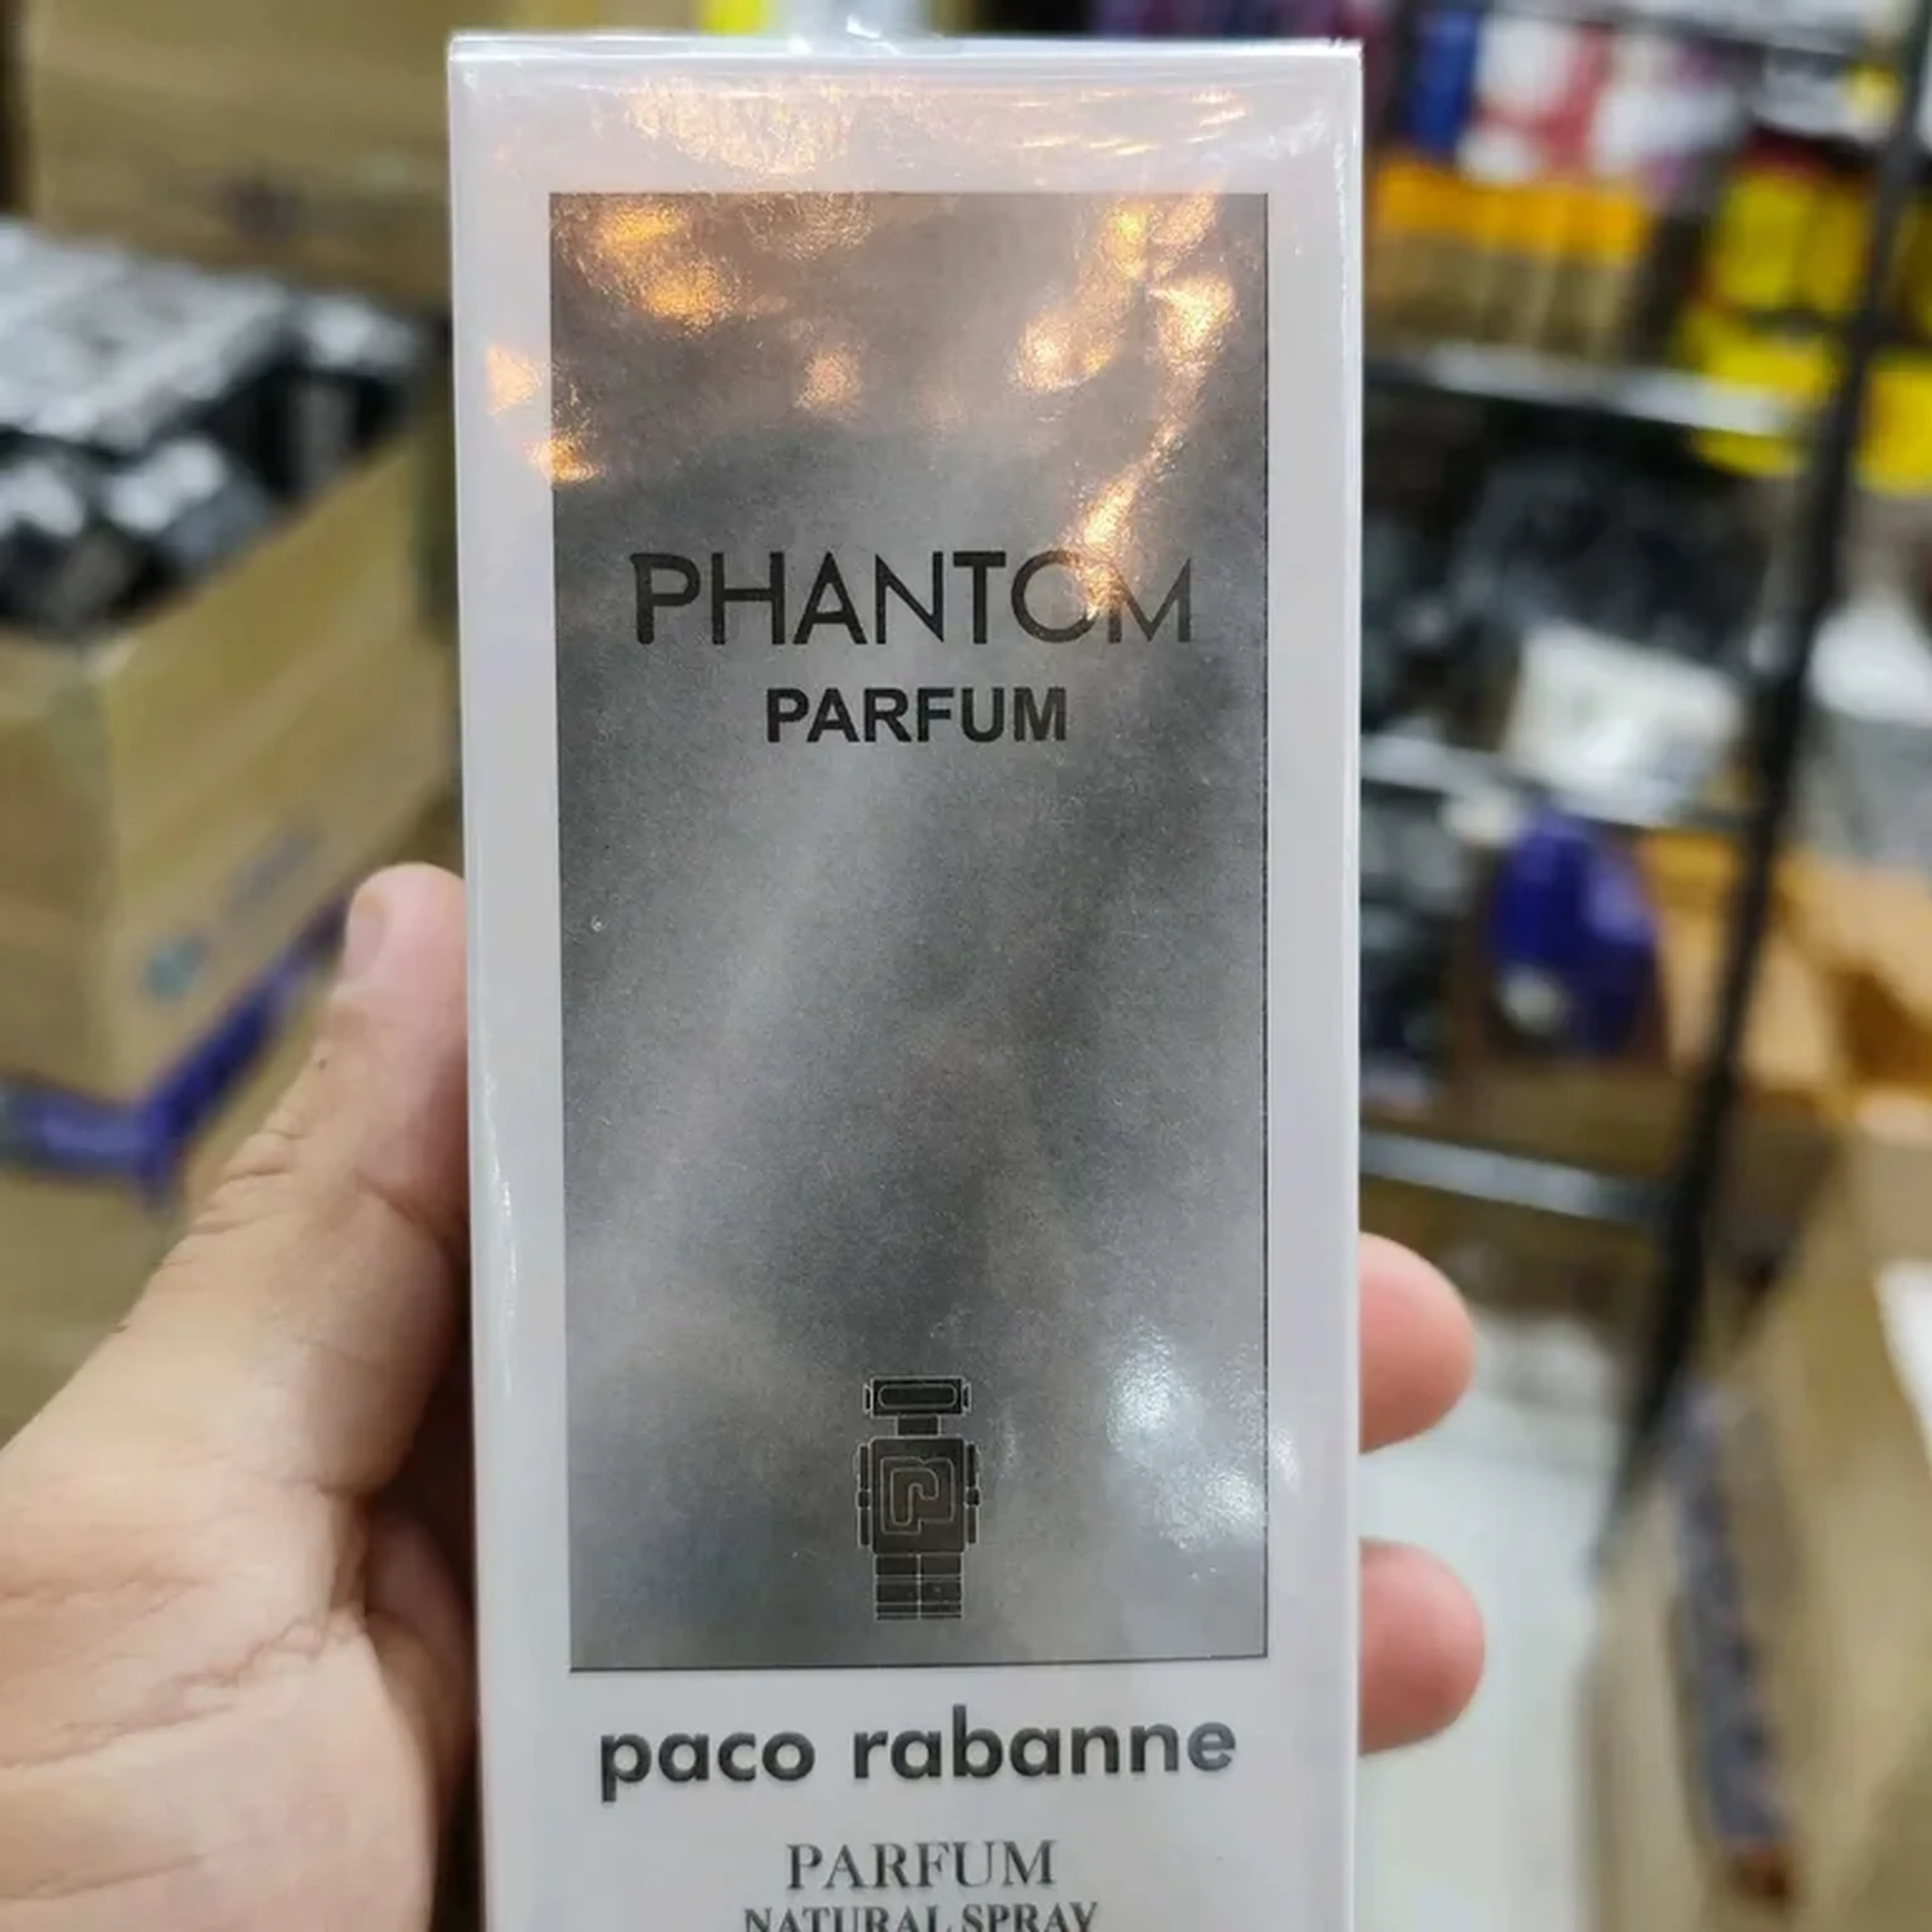 PHANTOM
PARFUM
paco rabanne
PARFUM
NATURAL SPRAY